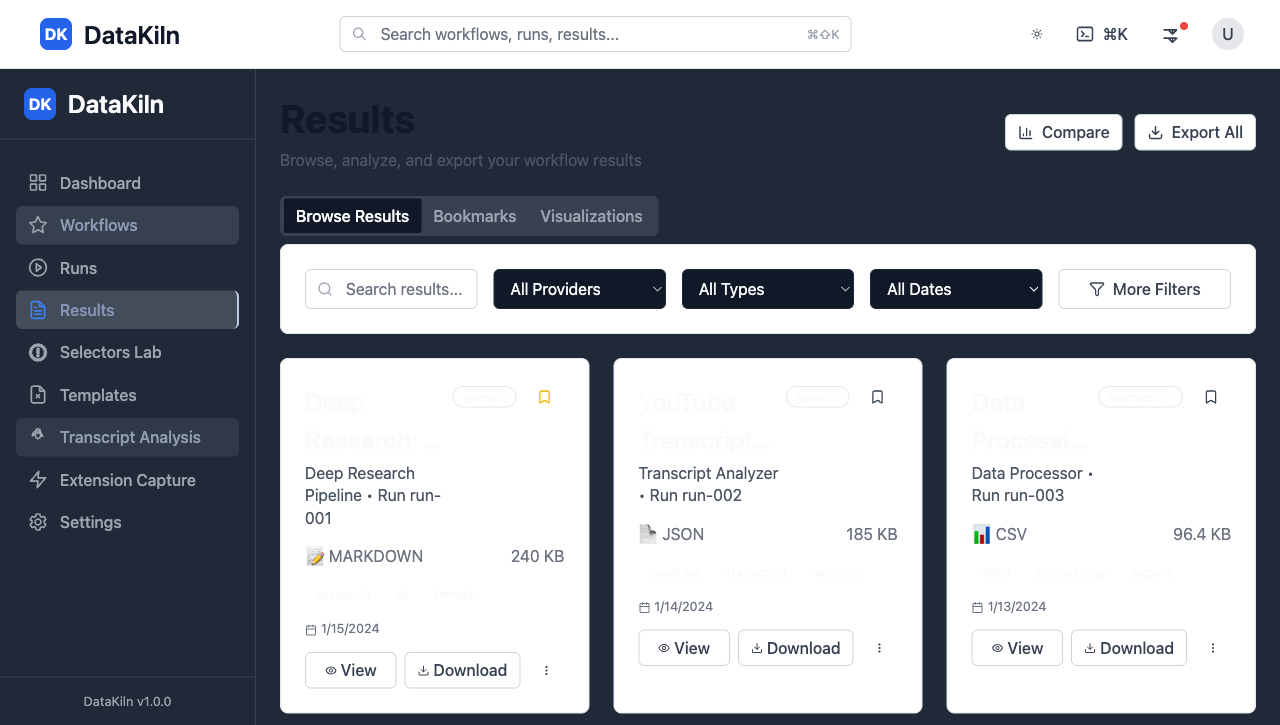 DK DataKiln
Search workflows, runs, results...
⌘⇧K
⌘K
U
DK DataKiln
Dashboard
Workflows
Runs
Results
Selectors Lab
Templates
Transcript Analysis
Extension Capture
Settings
DataKiln v1.0.0
Results
Browse, analyze, and export your workflow results
Compare
Export All
Browse Results
Bookmarks
Visualizations
Search results...
All Providers
All Types
All Dates
More Filters
Deep
Research: ...
gemini
Deep Research
Pipeline • Run run-
001
MARKDOWN
240 KB
research ai trends
1/15/2024
View
Download
YouTube
Transcript...
gemini
Transcript Analyzer
• Run run-002
JSON
185 KB
youtube transcript analysis
1/14/2024
View
Download
Data
Processi...
perplexity
Data Processor •
Run run-003
CSV
96.4 KB
data processing export
1/13/2024
View
Download